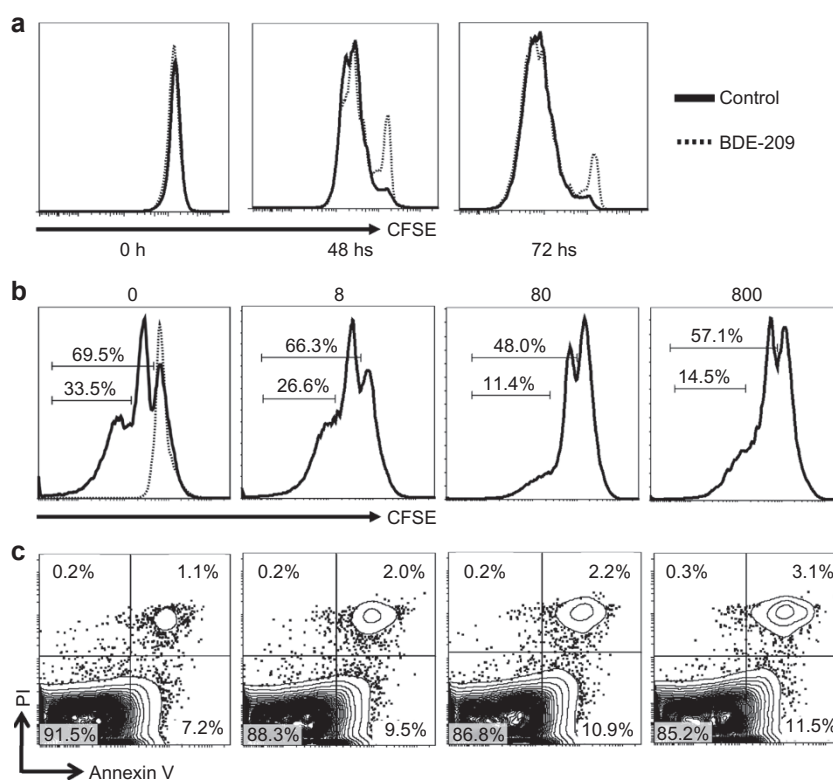 a
Control
BDE-209
CFSE
0 h
48 hs
72 hs
b
0
8
80
800
69.5%
33.5%
66.3%
26.6%
48.0%
11.4%
57.1%
14.5%
CFSE
c
0.2%
1.1%
0.2%
2.0%
0.2%
2.2%
0.3%
3.1%
91.5%
7.2%
88.3%
9.5%
86.8%
10.9%
85.2%
11.5%
PI
Annexin V